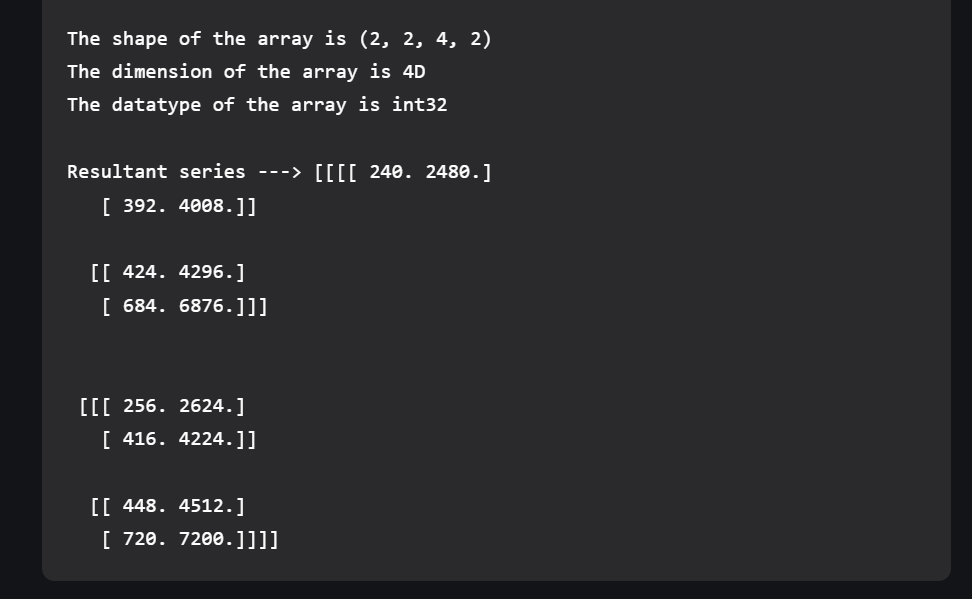 The shape of the array is (2, 2, 4, 2)
The dimension of the array is 4D
The datatype of the array is int32
Resultant series ---> [[[[ 240. 2480.]
[ 392. 4008.]]
[[ 424. 4296.]
[ 684. 6876.]]]
[[[ 256. 2624.]
[ 416. 4224.]]
[[ 448. 4512.]
[ 720. 7200.]]]]